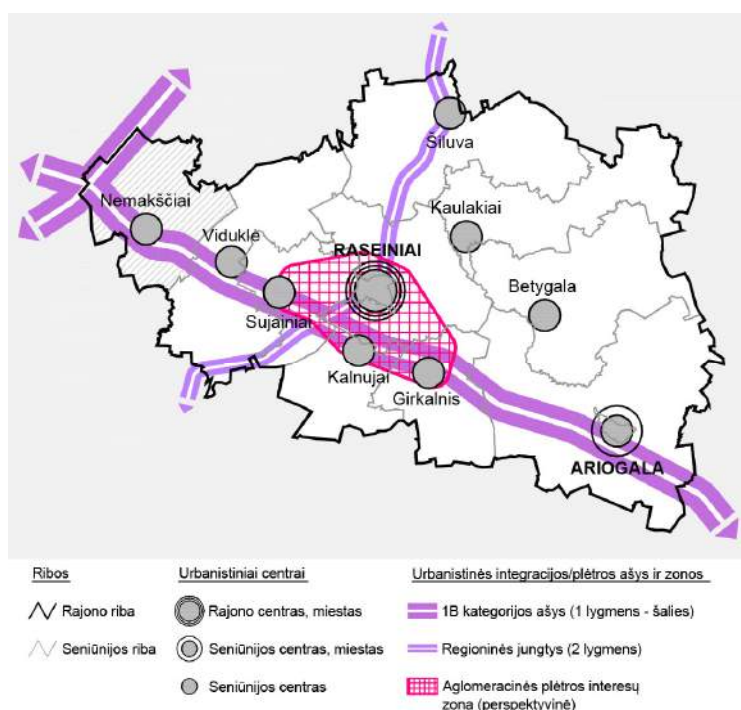 Šiluva
Nemakščiai
Kaulakiai
Viduklė
RASEINIAI
Betygala
Sujainiai
Kalnujai
Girkalnis
ARIOGALA
Ribos
Rajono riba
Seniūnijos riba
Urbanistiniai centrai
Rajono centras, miestas
Seniūnijos centras, miestas
Seniūnijos centras
Urbanistinės integracijos/plėtros ašys ir zonos
1B kategorijos ašys (1 lygmens - šalies)
Regioninės jungtys (2 lygmens)
Aglomeracinės plėtros interesų
zona (perspektyvinė)